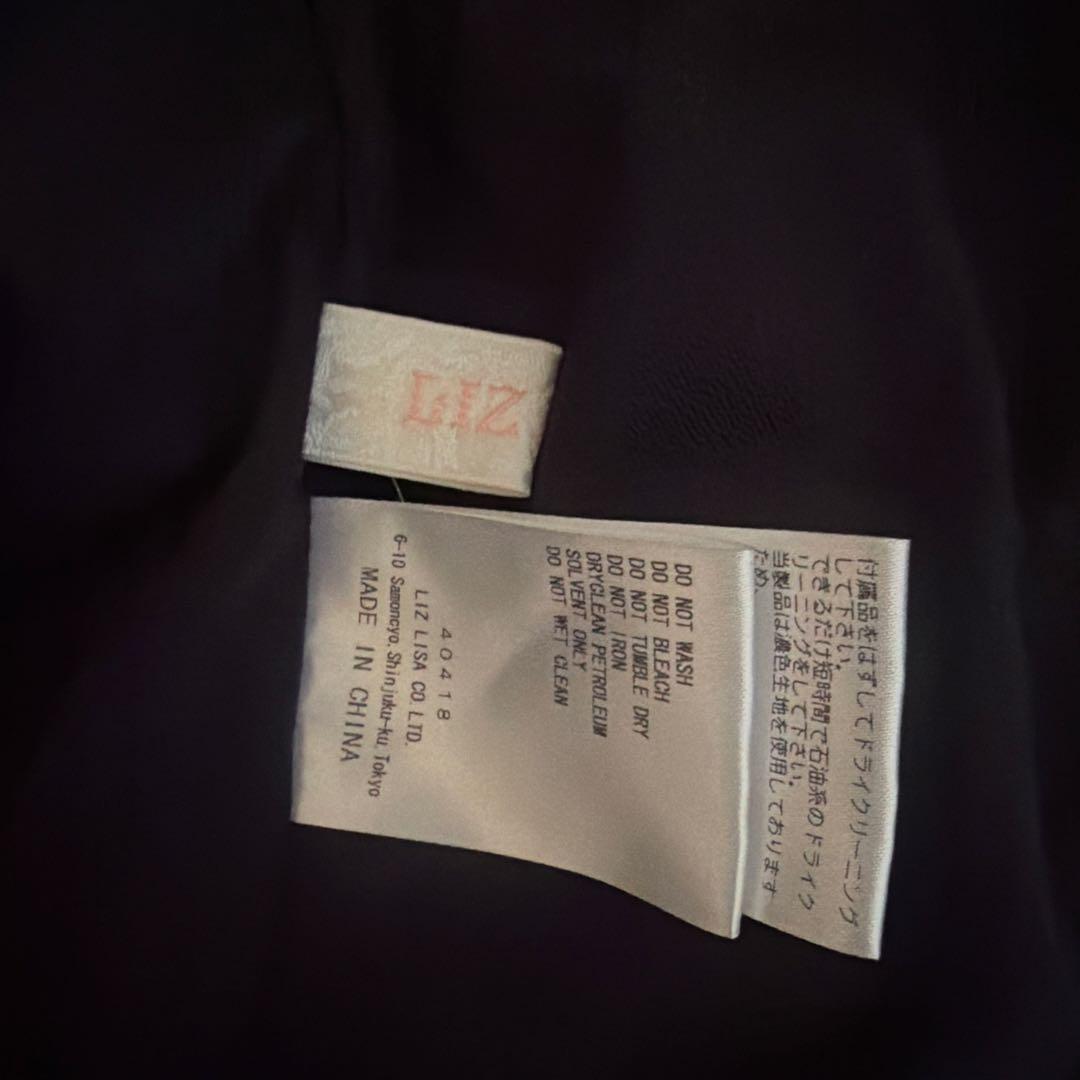 LIZ
DO NOT WASH
DO NOT BLEACH
DO NOT TUMBLE DRY
DO NOT IRON
DRYCLEAN PETROLEUM
SOLVENT ONLY
DO NOT WET CLEAN
40418
LIZ LISA CO. LTD.
6-10 Samoncyo, Shinjuku-ku, Tokyo
MADE IN CHINA
付属品をはずしてドライクリーニング
して下さい。
できるだけ短時間で石油系のドライク
リーニングをして下さい。
当製品は濃色生地を使用しております
ため、